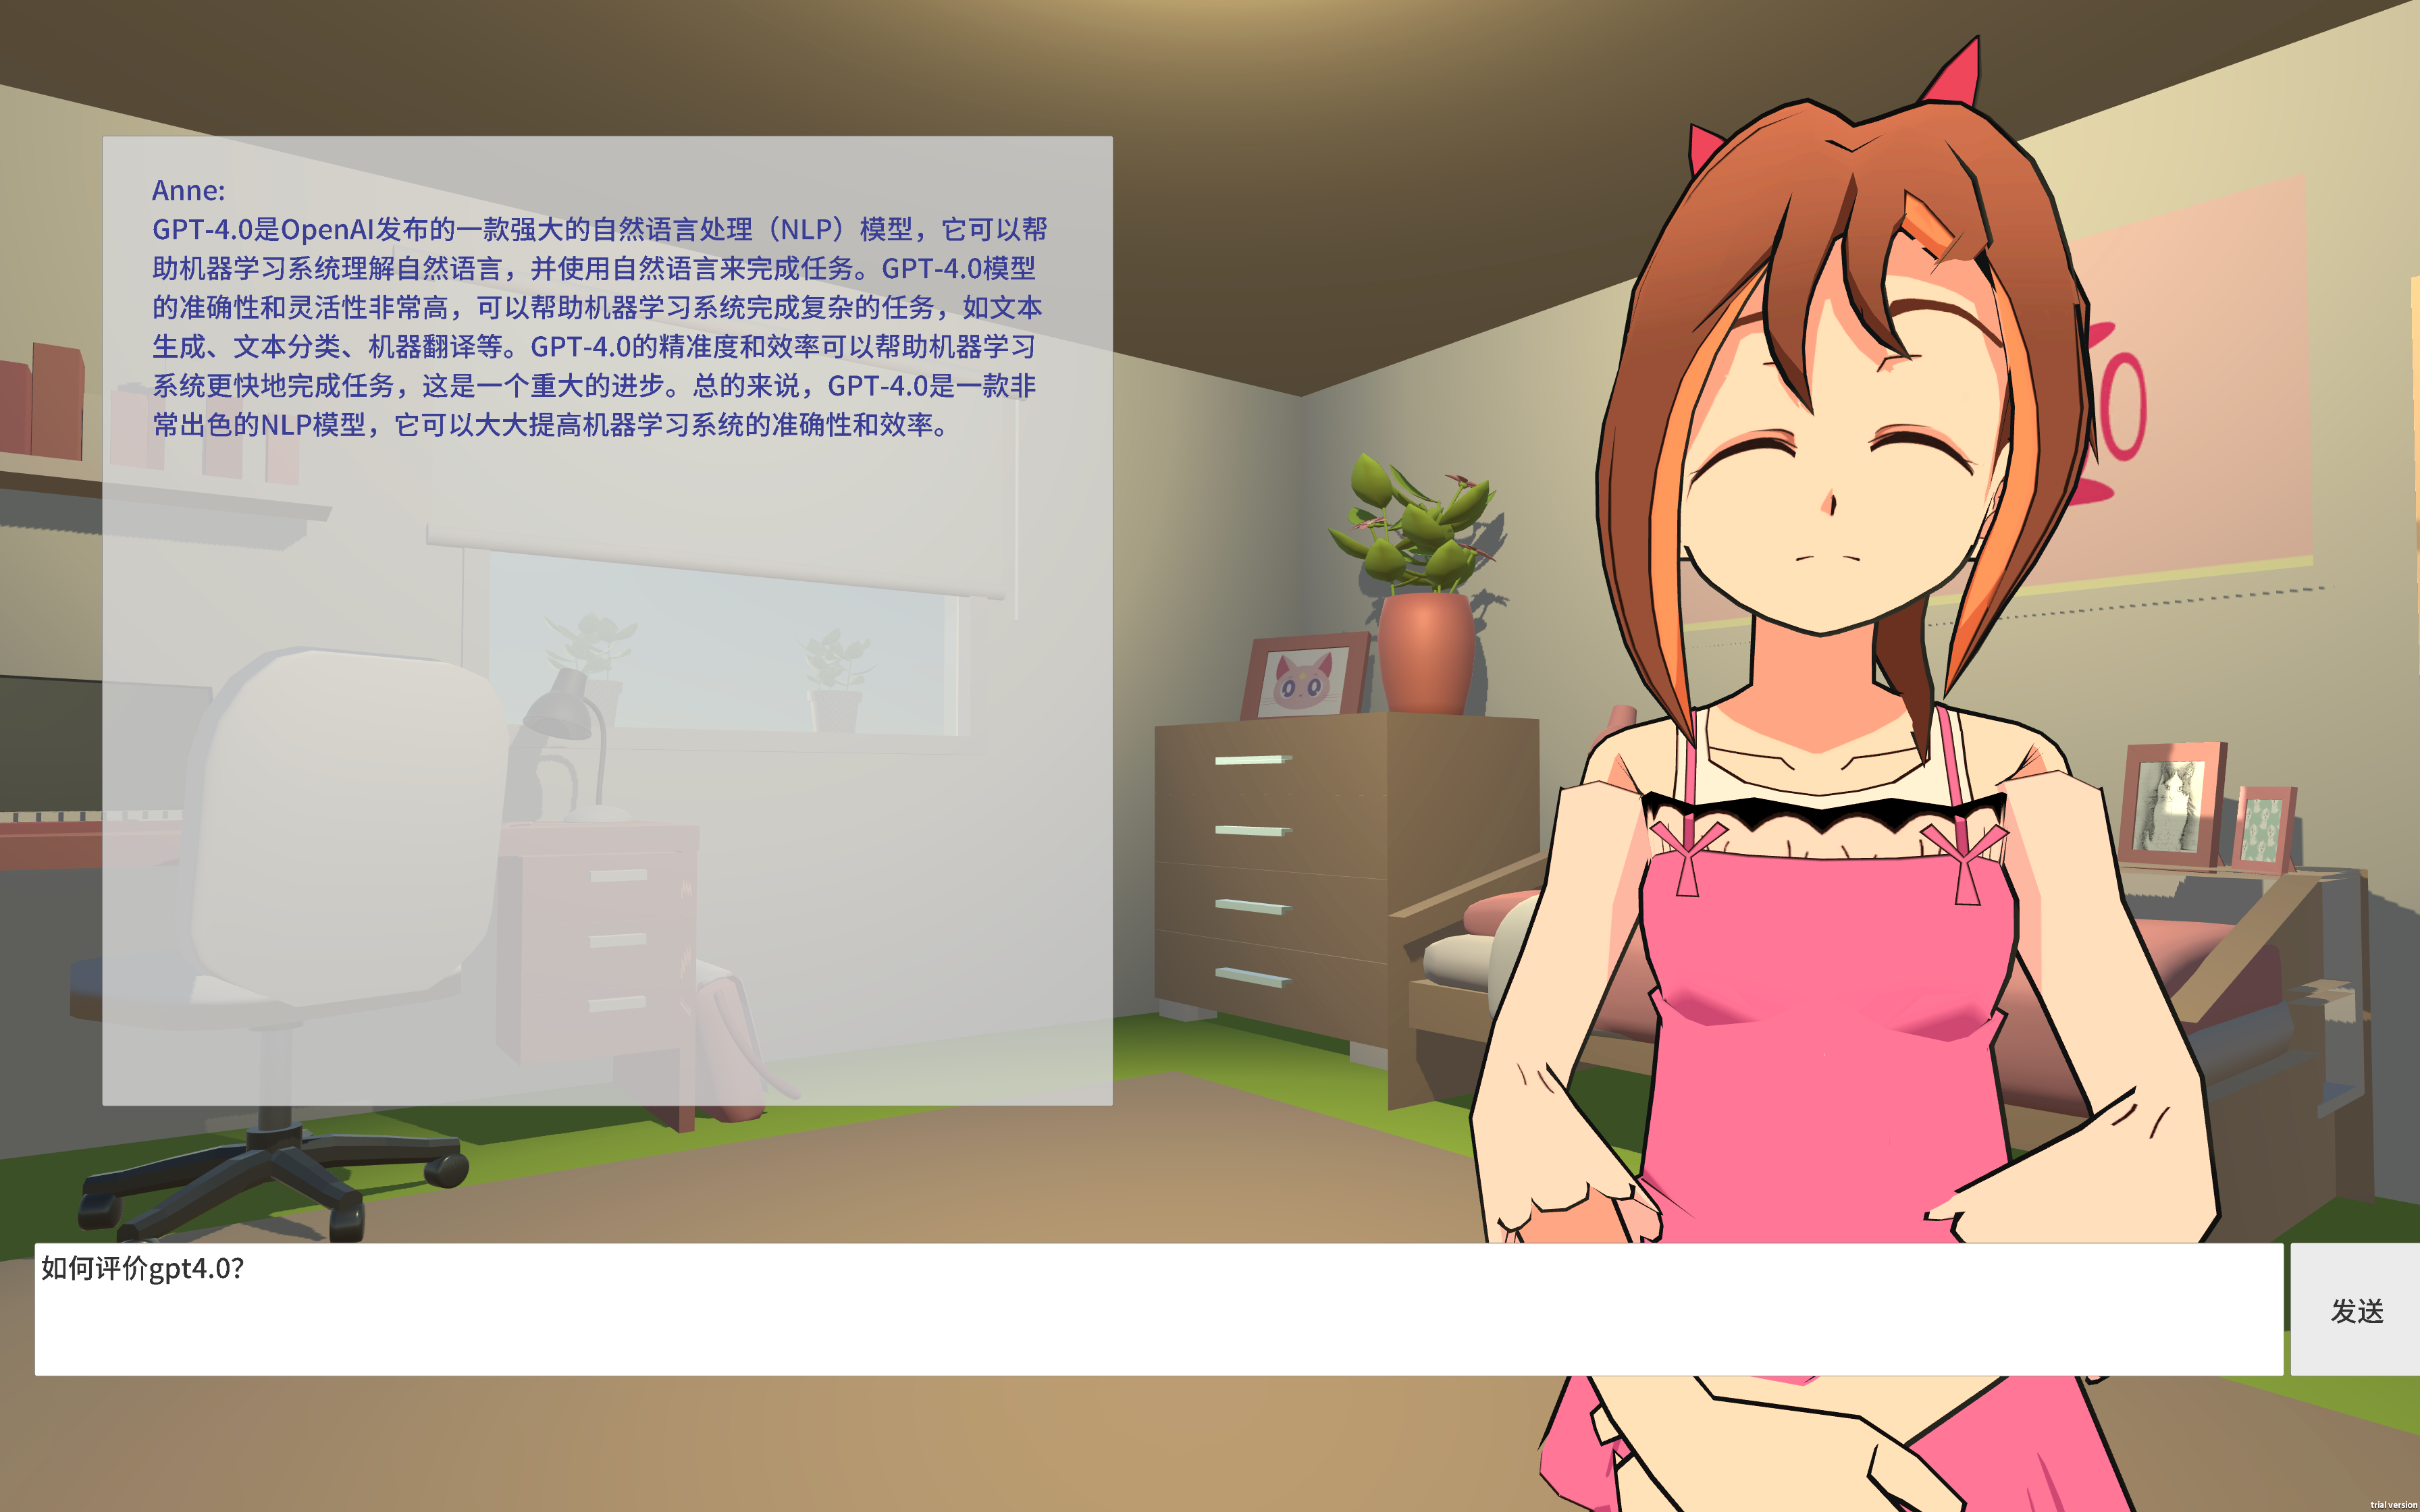 Anne:
GPT-4.0是OpenAI发布的一款强大的自然语言处理（NLP）模型，它可以帮
助机器学习系统理解自然语言，并使用自然语言来完成任务。GPT-4.0模型
的准确性和灵活性非常高，可以帮助机器学习系统完成复杂的任务，如文本
生成、文本分类、机器翻译等。GPT-4.0的精准度和效率可以帮助机器学习
系统更快地完成任务，这是一个重大的进步。总的来说，GPT-4.0是一款非
常出色的NLP模型，它可以大大提高机器学习系统的准确性和效率。
如何评价gpt4.0？
发送
trial version